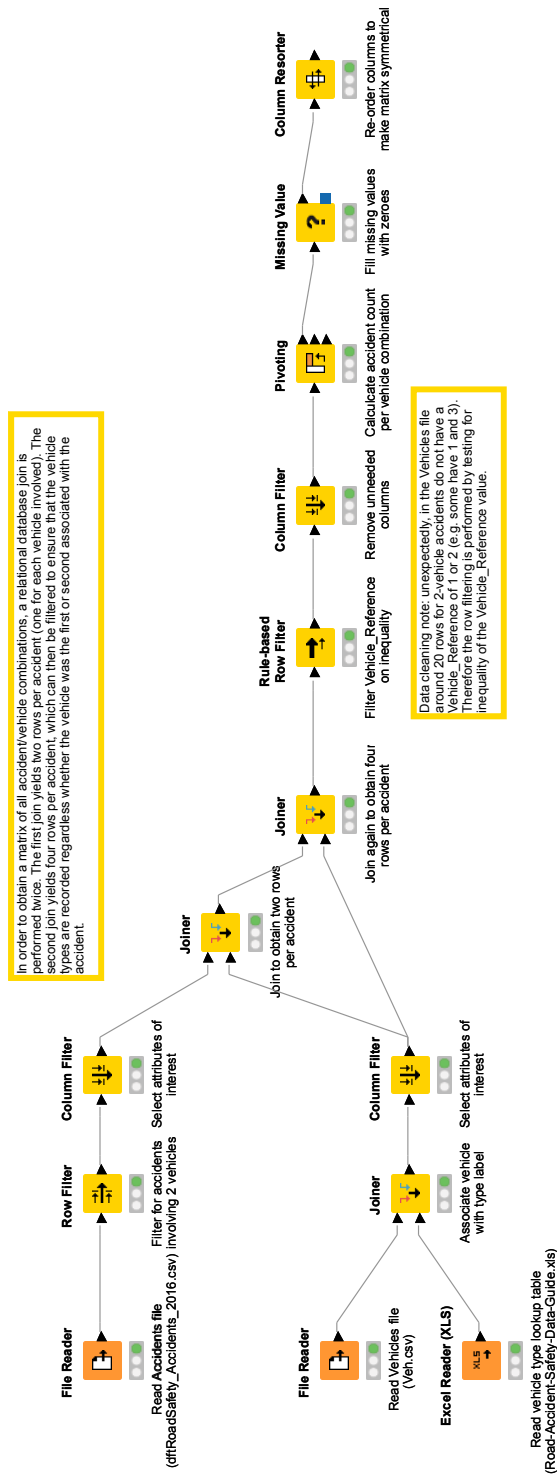 In order to obtain a matrix of all accident/vehicle combinations, a relational database join is
performed twice. The first join yields two rows per accident (one for each vehicle involved). The
second join yields four rows per accident, which can then be filtered to ensure that the vehicle
types are recorded regardless whether the vehicle was the first or second associated with the
accident.
File Reader
Read Accidents file
(dftRoadSafety_Accidents_2016.csv)
Row Filter
Filter for accidents
involving 2 vehicles
Column Filter
Select attributes of
interest
Joiner
Join to obtain two rows
per accident
File Reader
Read Vehicles file
(Veh.csv)
Excel Reader (XLS)
XLS
Read vehicle type lookup table
(Road-Accident-Safety-Data-Guide.xls)
Joiner
Associate vehicle
with type label
Column Filter
Select attributes of
interest
Joiner
Join again to obtain four
rows per accident
Rule-based
Row Filter
Filter Vehicle_Reference
on inequality
Column Filter
Remove unneeded
columns
Pivoting
Calculcate accident count
per vehicle combination
Missing Value
?
Fill missing values
with zeroes
Column Resorter
Re-order columns to
make matrix symmetrical
Data cleaning note: unexpectedly, in the Vehicles file
around 20 rows for 2-vehicle accidents do not have a
Vehicle_Reference of 1 or 2 (e.g. some have 1 and 3).
Therefore the row filtering is performed by testing for
inequality of the Vehicle_Reference value.